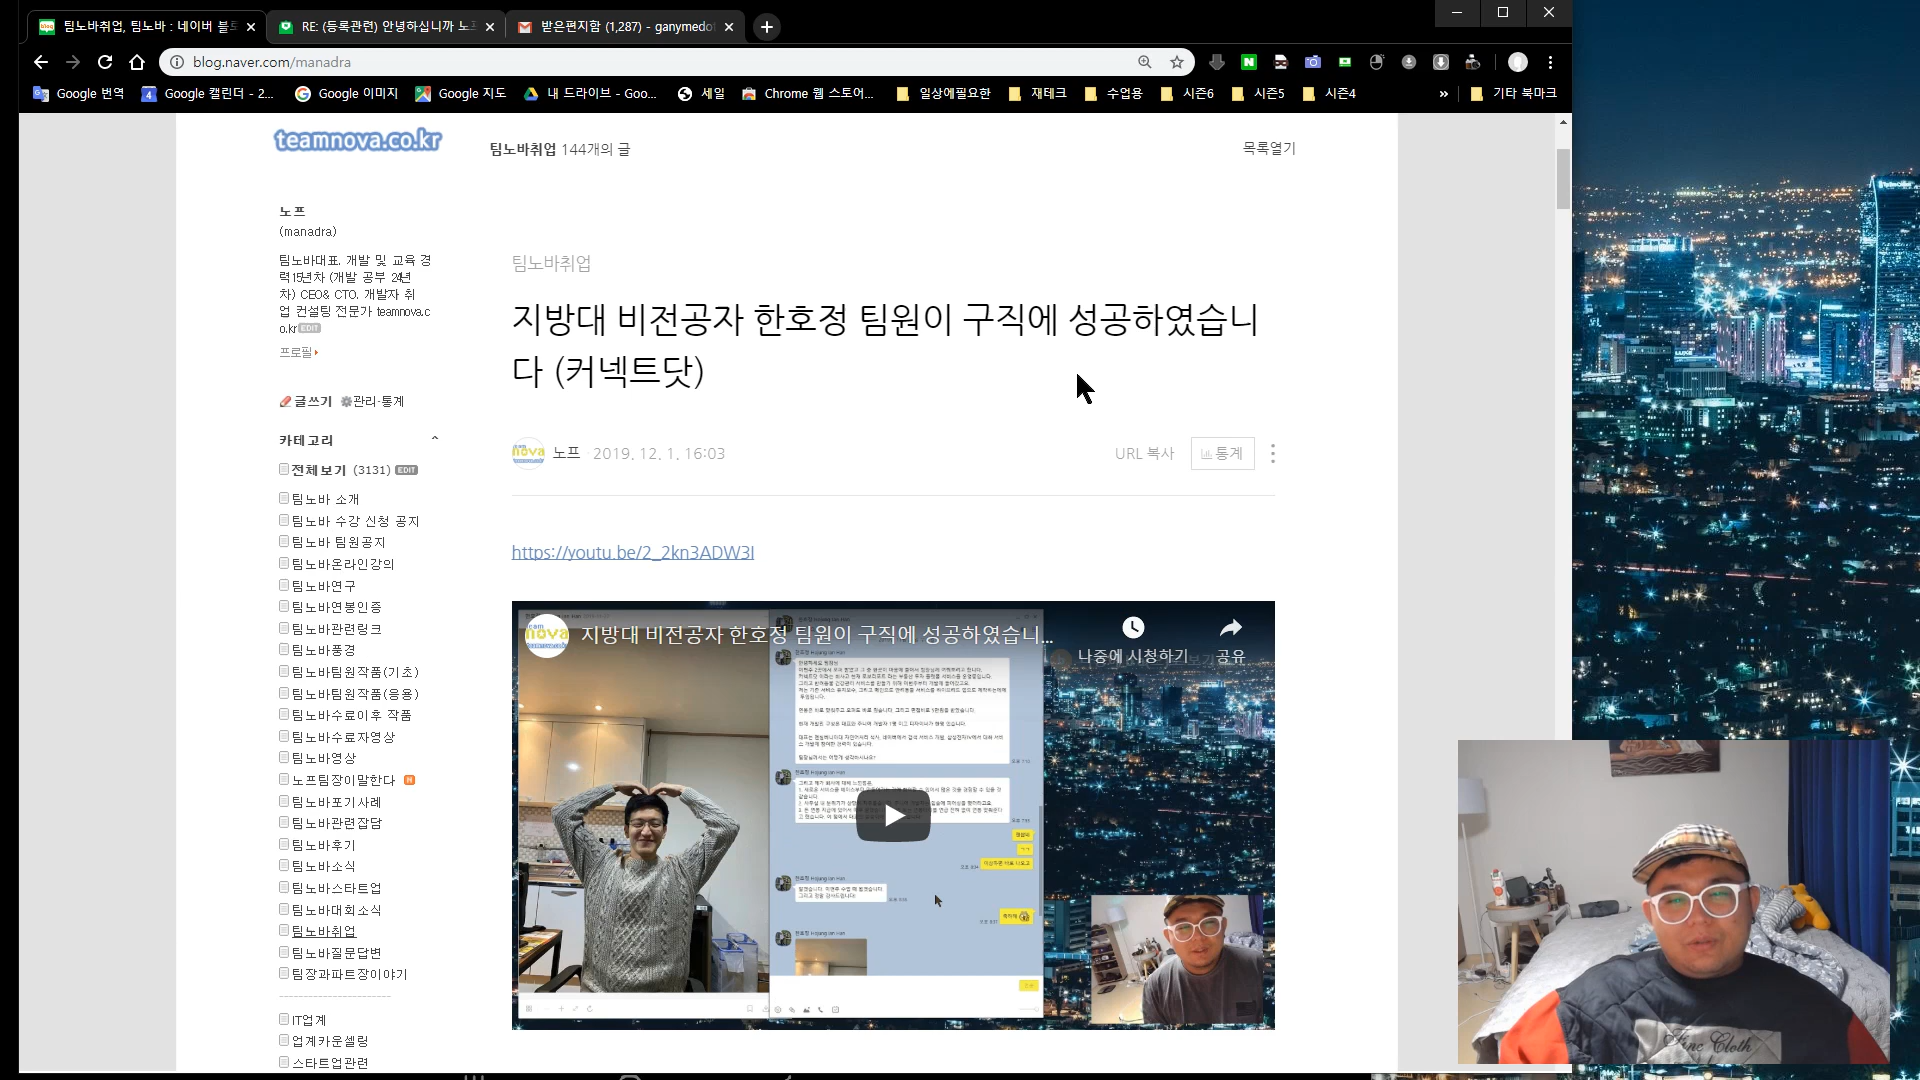 팀노바취업, 팀노바 : 네이버 블로
RE: (등록관련) 안녕하십니까 노프
받은편지함 (1,287) - ganymedot
blog.naver.com/manadra
Google 번역
Google 캘린더 - 2...
Google 이미지
Google 지도
내 드라이브 - Goo...
세일
Chrome 웹 스토어...
일상에필요한
재테크
수업용
시즌6
시즌5
시즌4
»
기타 북마크
teamnova.co.kr
팀노바취업 144개의 글
목록열기
노프
(manadra)
팀노바대표. 개발 및 교육 경
력15년차 (개발 공부 24년
차) CEO& CTO. 개발자 취
업 컨설팅 전문가 teamnova.c
o.kr EDIT
프로필
글쓰기 관리·통계
카테고리
전체보기 (3131) EDIT
팀노바 소개
팀노바 수강 신청 공지
팀노바 팀원공지
팀노바온라인강의
팀노바연구
팀노바연봉인증
팀노바관련링크
팀노바풍경
팀노바팀원작품(기초)
팀노바팀원작품(응용)
팀노바수료이후 작품
팀노바수료자영상
팀노바영상
노프팀장이말한다 N
팀노바포기사례
팀노바관련잡담
팀노바후기
팀노바소식
팀노바스타트업
팀노바대회소식
팀노바취업
팀노바질문답변
팀장과파트장이야기
IT업계
업계카운셀링
스타트업관련
팀노바취업
지방대 비전공자 한호정 팀원이 구직에 성공하였습니
다 (커넥트닷)
노프 · 2019. 12. 1. 16:03
URL 복사
통계
https://youtu.be/2_2kn3ADW3I
지방대 비전공자 한호정 팀원이 구직에 성공하였습니...
나중에 시청하기
공유